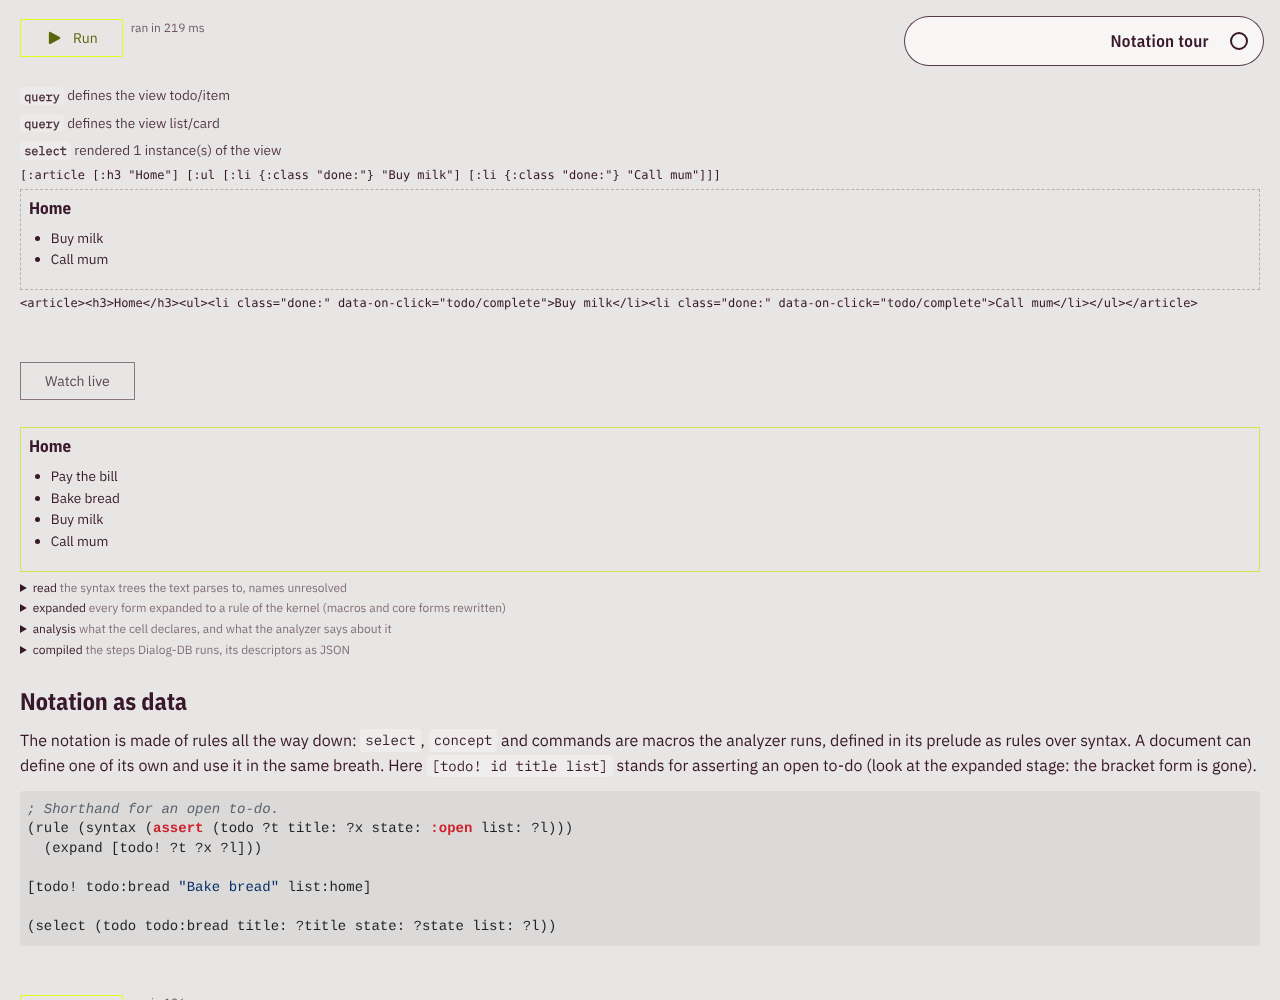 Run
ran in 219 ms
Notation tour
query defines the view todo/item
query defines the view list/card
select rendered 1 instance(s) of the view
[:article [:h3 "Home"] [:ul [:li {:class "done:"} "Buy milk"] [:li {:class "done:"} "Call mum"]]]
Home
Buy milk
Call mum
<article><h3>Home</h3><ul><li class="done:" data-on-click="todo/complete">Buy milk</li><li class="done:" data-on-click="todo/complete">Call mum</li></ul></article>
Watch live
Home
Pay the bill
Bake bread
Buy milk
Call mum
read the syntax trees the text parses to, names unresolved
expanded every form expanded to a rule of the kernel (macros and core forms rewritten)
analysis what the cell declares, and what the analyzer says about it
compiled the steps Dialog-DB runs, its descriptors as JSON
Notation as data
The notation is made of rules all the way down: select, concept and commands are macros the analyzer runs, defined in its prelude as rules over syntax. A document can
define one of its own and use it in the same breath. Here [todo! id title list] stands for asserting an open to-do (look at the expanded stage: the bracket form is gone).
; Shorthand for an open to-do.
(rule (syntax (assert (todo ?t title: ?x state: :open list: ?l)))
(expand [todo! ?t ?x ?l]))
[todo! todo:bread "Bake bread" list:home]
(select (todo todo:bread title: ?title state: ?state list: ?l))